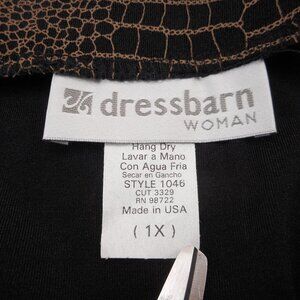 dressbarn
WOMAN
Hang Dry
Lavar a Mano
Con Agua Fria
Secar en Gancho
STYLE 1046
CUT 3329
RN 98722
Made in USA
( 1X )